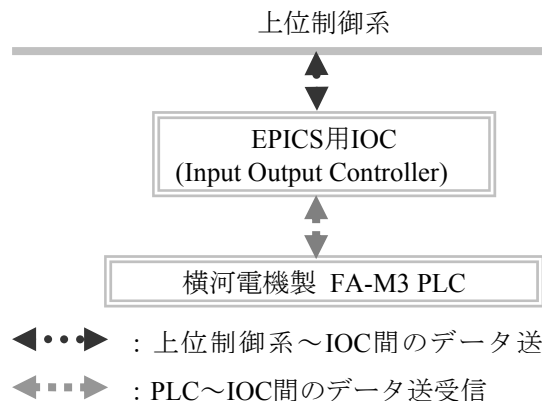 上位制御系
EPICS用IOC
(Input Output Controller)
横河電機製 FA-M3 PLC
: 上位制御系～IOC間のデータ送
: PLC～IOC間のデータ送受信